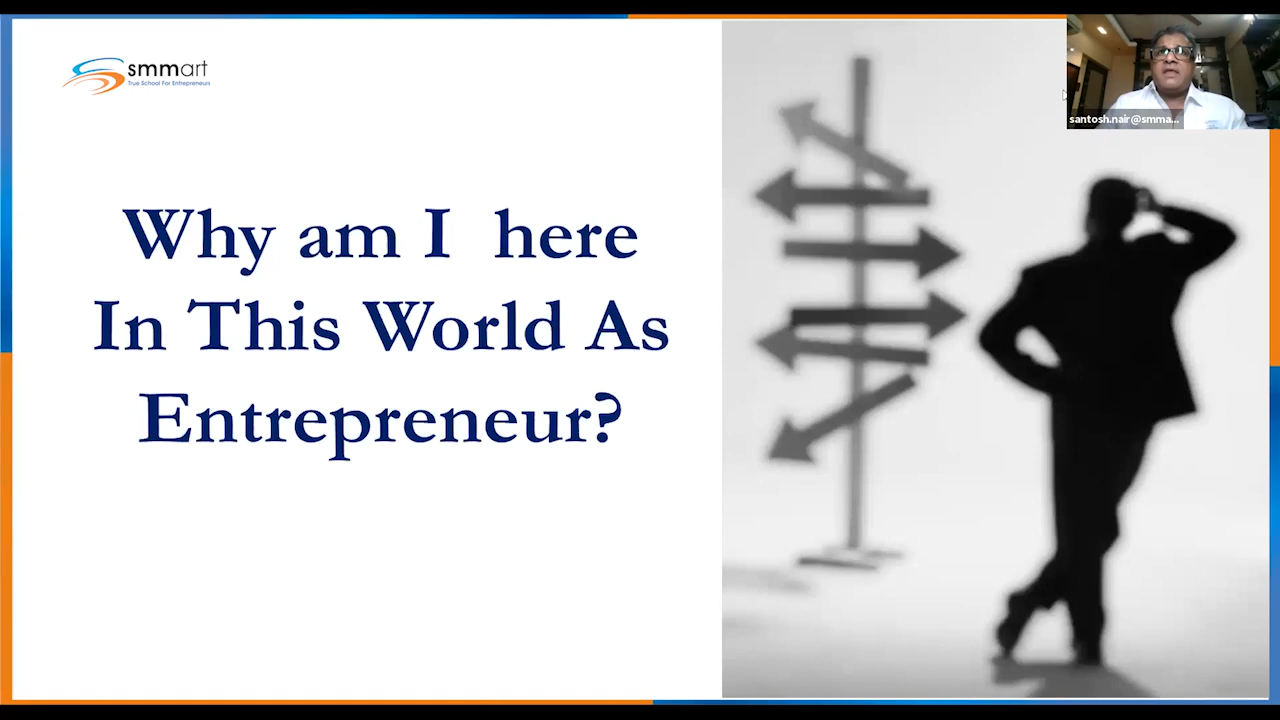 smmart
True School For Entrepreneurs
Why am I here
In This World As
Entrepreneur?
santosh.nair@smma...